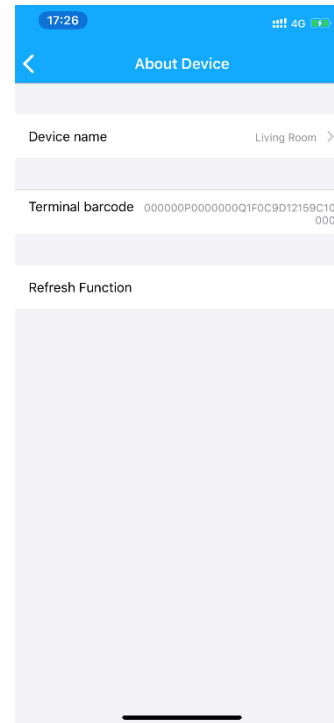 17:26
4G
About Device
Device name
Living Room
Terminal barcode
000000P0000000Q1F0C9D12159C10
000
Refresh Function